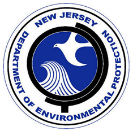 NEW JERSEY
DEPARTMENT OF ENVIRONMENTAL PROTECTION